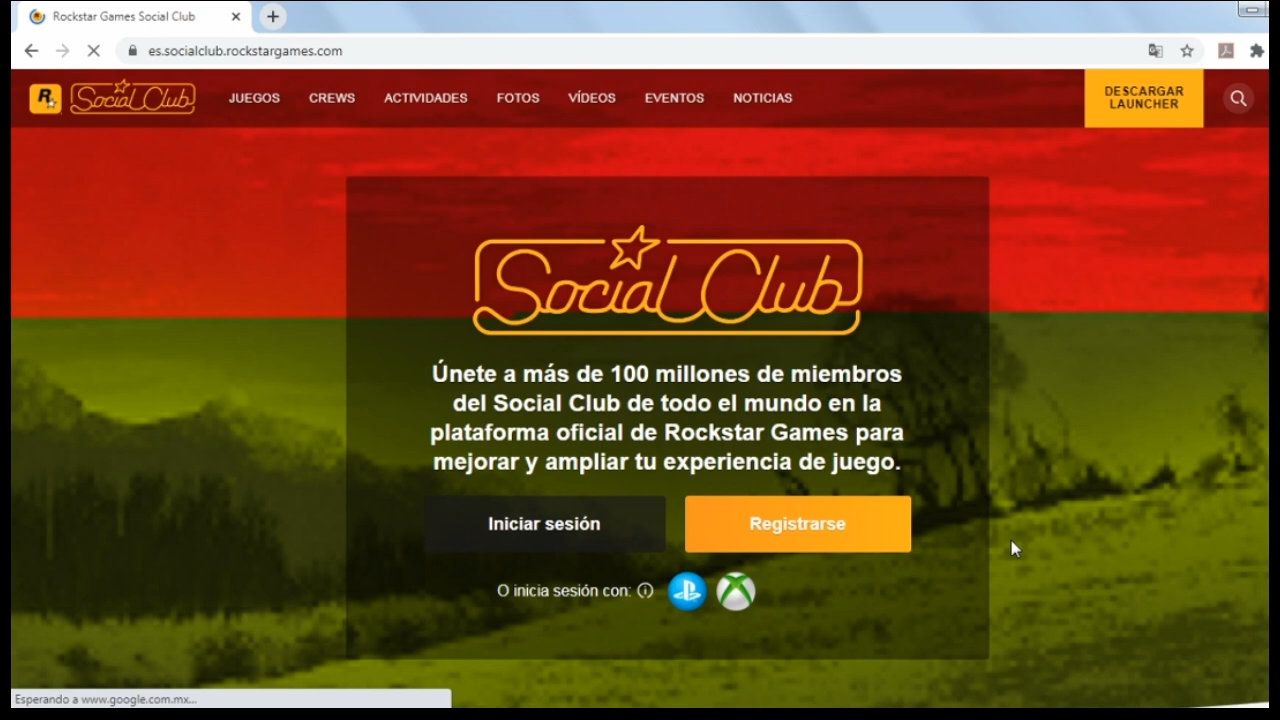 Rockstar Games Social Club
es.socialclub.rockstargames.com
R
Social Club
JUEGOS CREWS ACTIVIDADES FOTOS VÍDEOS EVENTOS NOTICIAS
DESCARGAR
LAUNCHER
Social Club
Únete a más de 100 millones de miembros
del Social Club de todo el mundo en la
plataforma oficial de Rockstar Games para
mejorar y ampliar tu experiencia de juego.
Iniciar sesión Registrarse
O inicia sesión con:
Esperando a www.google.com.mx...